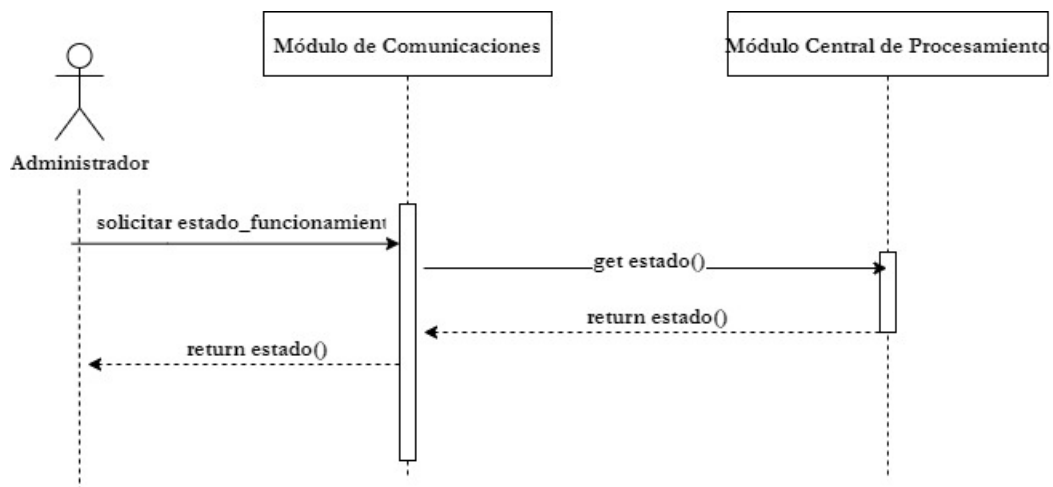 Módulo de Comunicaciones
Módulo Central de Procesamiento
Administrador
solicitar estado_funcionamient
get estado()
return estado()
return estado()